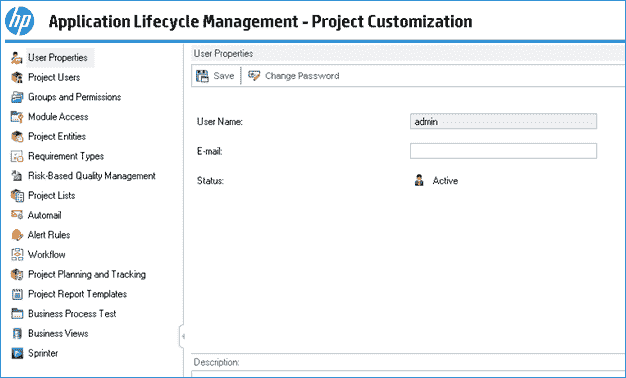 hp
Application Lifecycle Management - Project Customization
User Properties
Project Users
Groups and Permissions
Module Access
Project Entities
Requirement Types
Risk-Based Quality Management
Project Lists
Automail
Alert Rules
Workflow
Project Planning and Tracking
Project Report Templates
Business Process Test
Business Views
Sprinter
User Properties
Save
Change Password
User Name:
admin
E-mail:
Status:
Active
Description: